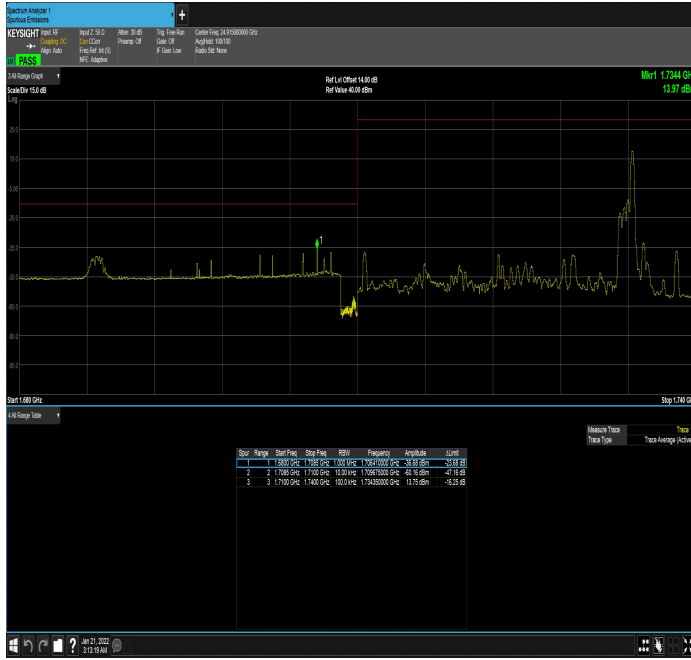 Spectrum Analyzer 1
Spurious Emissions
+
KEYSIGHT Input: RF
Coupling: DC
Align: Auto
Input Z: 50 Ω
Corr CCorr
Freq Ref: Int (S)
NFE: Adaptive
Atten: 30 dB
Preamp: Off
Trig: Free Run
Gate: Off
IF Gain: Low
Center Freq: 24.915000000 GHz
Avg|Hold: 100/100
Radio Std: None
PASS
3 All Range Graph
Scale/Div 15.0 dB
Ref Lvl Offset 14.00 dB
Ref Value 40.00 dBm
Mkr1 1.7344 GH
13.97 dB
Log
25.0
10.0
-5.00
-20.0
-35.0
-50.0
-65.0
-80.0
-95.0
1
Start 1.680 GHz
Stop 1.740 G
4 All Range Table
Measure Trace Trace
Trace Type Trace Average (Active
Spur Range Start Freq Stop Freq RBW Frequency Amplitude ΔLimit
1 1 1.6800 GHz 1.7085 GHz 1.000 MHz 1.706410000 GHz -36.68 dBm -23.68 dB
2 2 1.7085 GHz 1.7100 GHz 10.00 kHz 1.709675000 GHz -60.16 dBm -47.16 dB
3 3 1.7100 GHz 1.7400 GHz 100.0 kHz 1.734350000 GHz 13.75 dBm -16.25 dB
?
Jan 21, 2022
3:13:19 AM